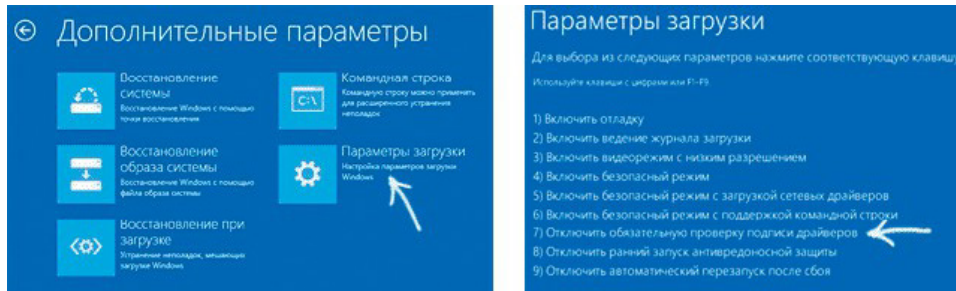 Дополнительные параметры
Восстановление
системы
Восстановление Windows с помощью
точки восстановления
Восстановление
образа системы
Восстановление Windows с помощью
файла образа системы
Восстановление при
загрузке
Устранение неполадок, мешающих
загрузке Windows
Командная строка
Командную строку можно применять
для расширенного устранения
неполадок
C:\
Параметры загрузки
Настройка параметров загрузки
Windows
Параметры загрузки
Для выбора из следующих параметров нажмите соответствующую клавишу
Используйте клавиши с цифрами или F1-F9.
1) Включить отладку
2) Включить ведение журнала загрузки
3) Включить видеорежим с низким разрешением
4) Включить безопасный режим
5) Включить безопасный режим с загрузкой сетевых драйверов
6) Включить безопасный режим с поддержкой командной строки
7) Отключить обязательную проверку подписи драйверов
8) Отключить ранний запуск антивредоносной защиты
9) Отключить автоматический перезапуск после сбоя